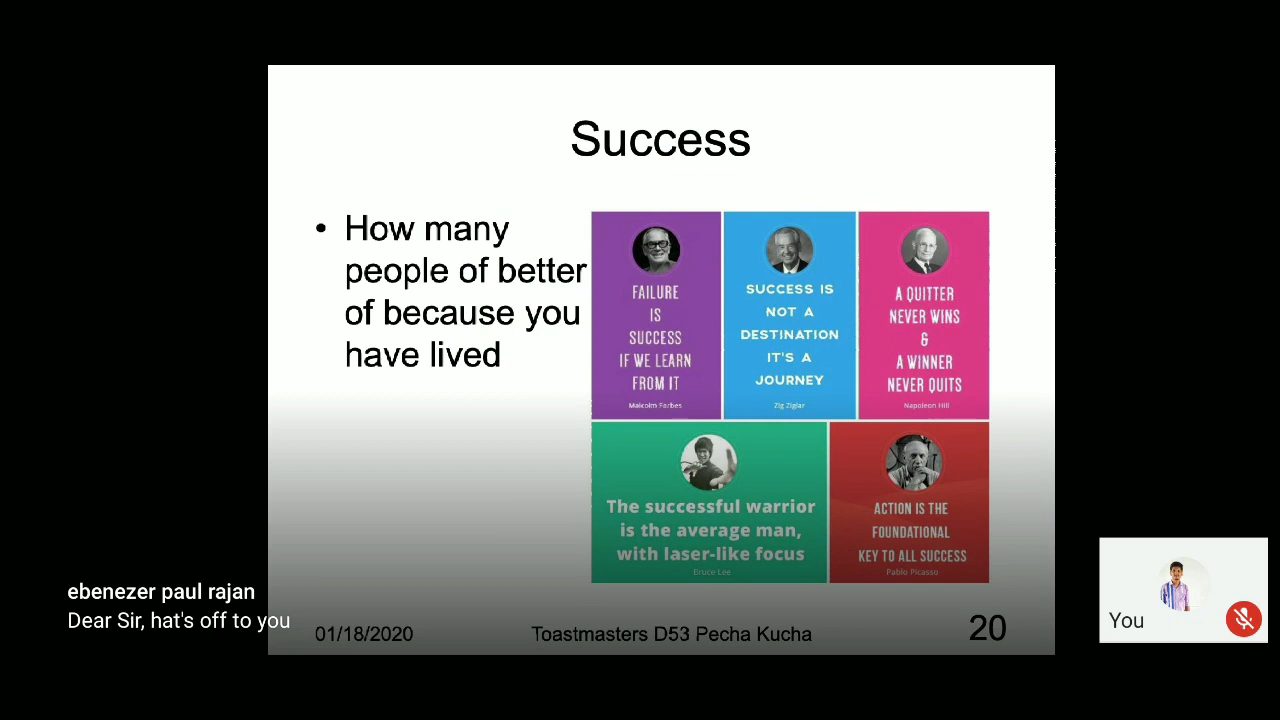 Success
• How many
people of better
of because you
have lived
FAILURE
IS
SUCCESS
IF WE LEARN
FROM IT
Malcolm Forbes
SUCCESS IS
NOT A
DESTINATION
IT'S A
JOURNEY
Zig Ziglar
A QUITTER
NEVER WINS
&
A WINNER
NEVER QUITS
Napoleon Hill
The successful warrior
is the average man,
with laser-like focus
Bruce Lee
ACTION IS THE
FOUNDATIONAL
KEY TO ALL SUCCESS
Pablo Picasso
ebenezer paul rajan
Dear Sir, hat's off to you
01/18/2020
Toastmasters D53 Pecha Kucha
20
You